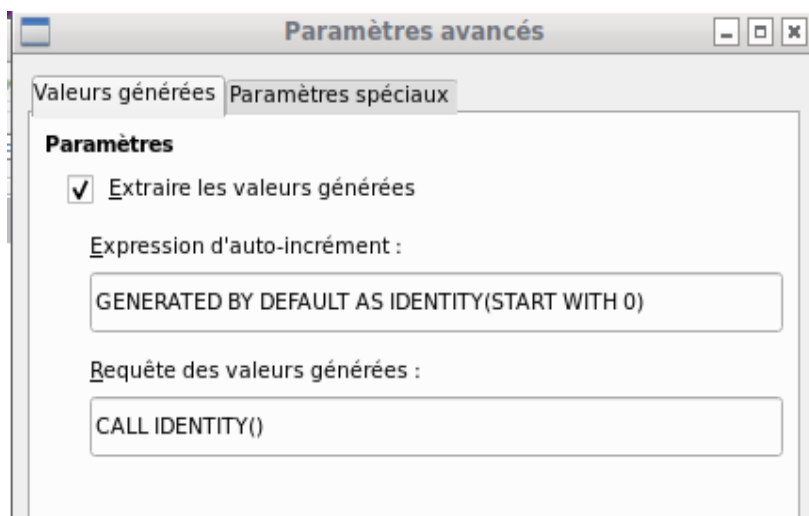 Paramètres avancés
Valeurs générées Paramètres spéciaux
Paramètres
Extraire les valeurs générées
Expression d'auto-incrément :
GENERATED BY DEFAULT AS IDENTITY(START WITH 0)
Requête des valeurs générées :
CALL IDENTITY()